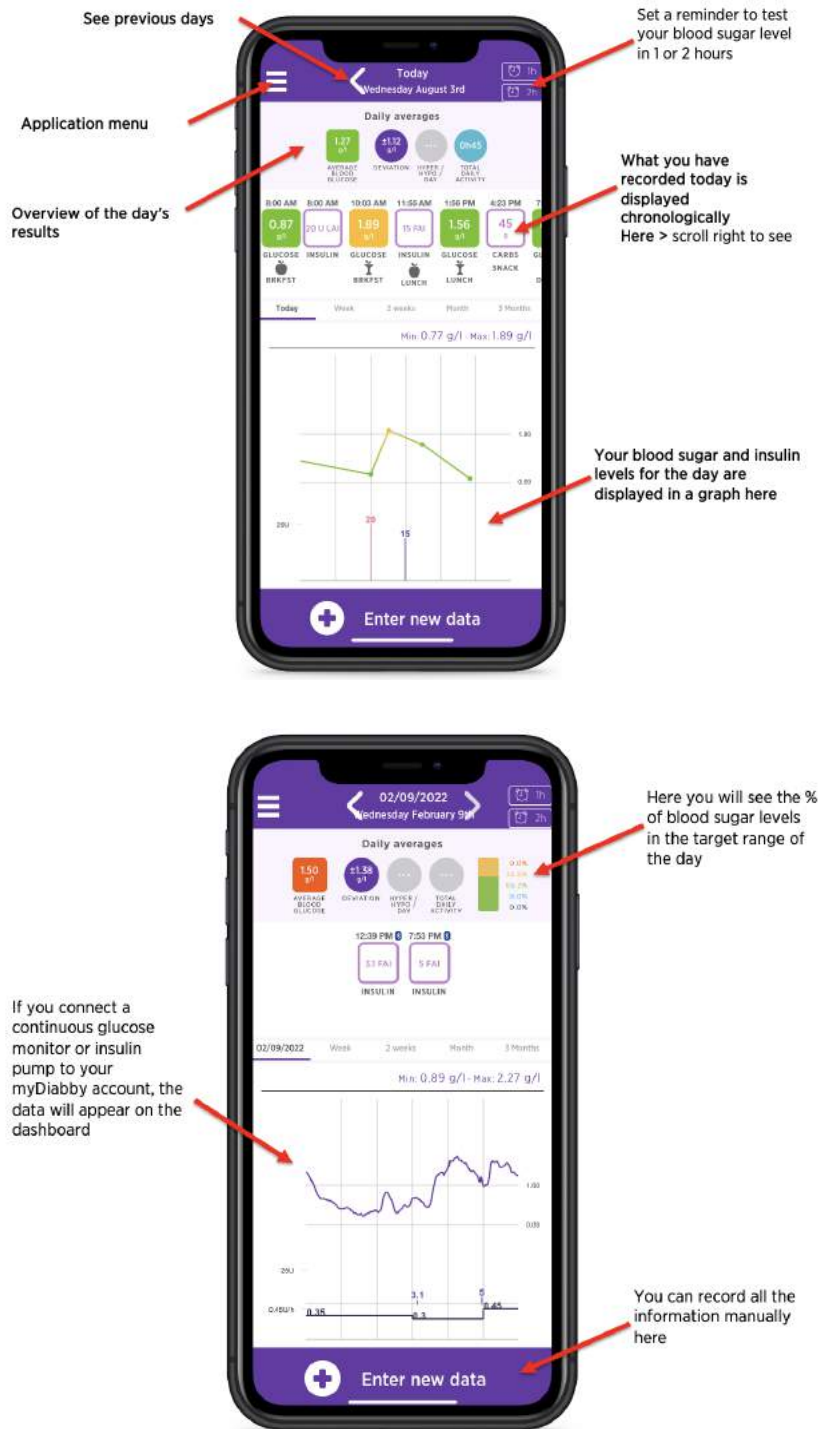 See previous days
Set a reminder to test
your blood sugar level
in 1 or 2 hours
Application menu
Overview of the day's
results
What you have
recorded today is
displayed
chronologically
Here > scroll right to see
Your blood sugar and insulin
levels for the day are
displayed in a graph here
Today
Wednesday August 3rd
1h
2h
Daily averages
1.27
g/l
±1.12
g/l
---
0h45
AVERAGE
BLOOD
GLUCOSE
DEVIATION
HYPER /
HYPO /
DAY
TOTAL
DAILY
ACTIVITY
8:00 AM 8:00 AM 10:03 AM 11:55 AM 1:56 PM 4:23 PM 7
0.87
g/l
20 U LAI
1.89
g/l
15 FAI
1.56
g/l
45
GLUCOSE INSULIN GLUCOSE INSULIN GLUCOSE CARBS
BRKFST BRKFST LUNCH LUNCH SNACK
Today Week 2 weeks Month 3 Months
Min: 0.77 g/l - Max: 1.89 g/l
20U
20
15
Enter new data
02/09/2022
Wednesday February 9th
1h
2h
Daily averages
1.50
g/l
±1.38
g/l
---
---
AVERAGE
BLOOD
GLUCOSE
DEVIATION
HYPER /
HYPO /
DAY
TOTAL
DAILY
ACTIVITY
0.0%
0.0%
0.0%
12:39 PM 7:53 PM
5 FAI
INSULIN INSULIN
02/09/2022 Week 2 weeks Month 3 Months
Min: 0.89 g/l - Max: 2.27 g/l
0.45U/h
0.35
3.1
0.3
0.45
Enter new data
Here you will see the %
of blood sugar levels
in the target range of
the day
If you connect a
continuous glucose
monitor or insulin
pump to your
myDiabby account, the
data will appear on the
dashboard
You can record all the
information manually
here